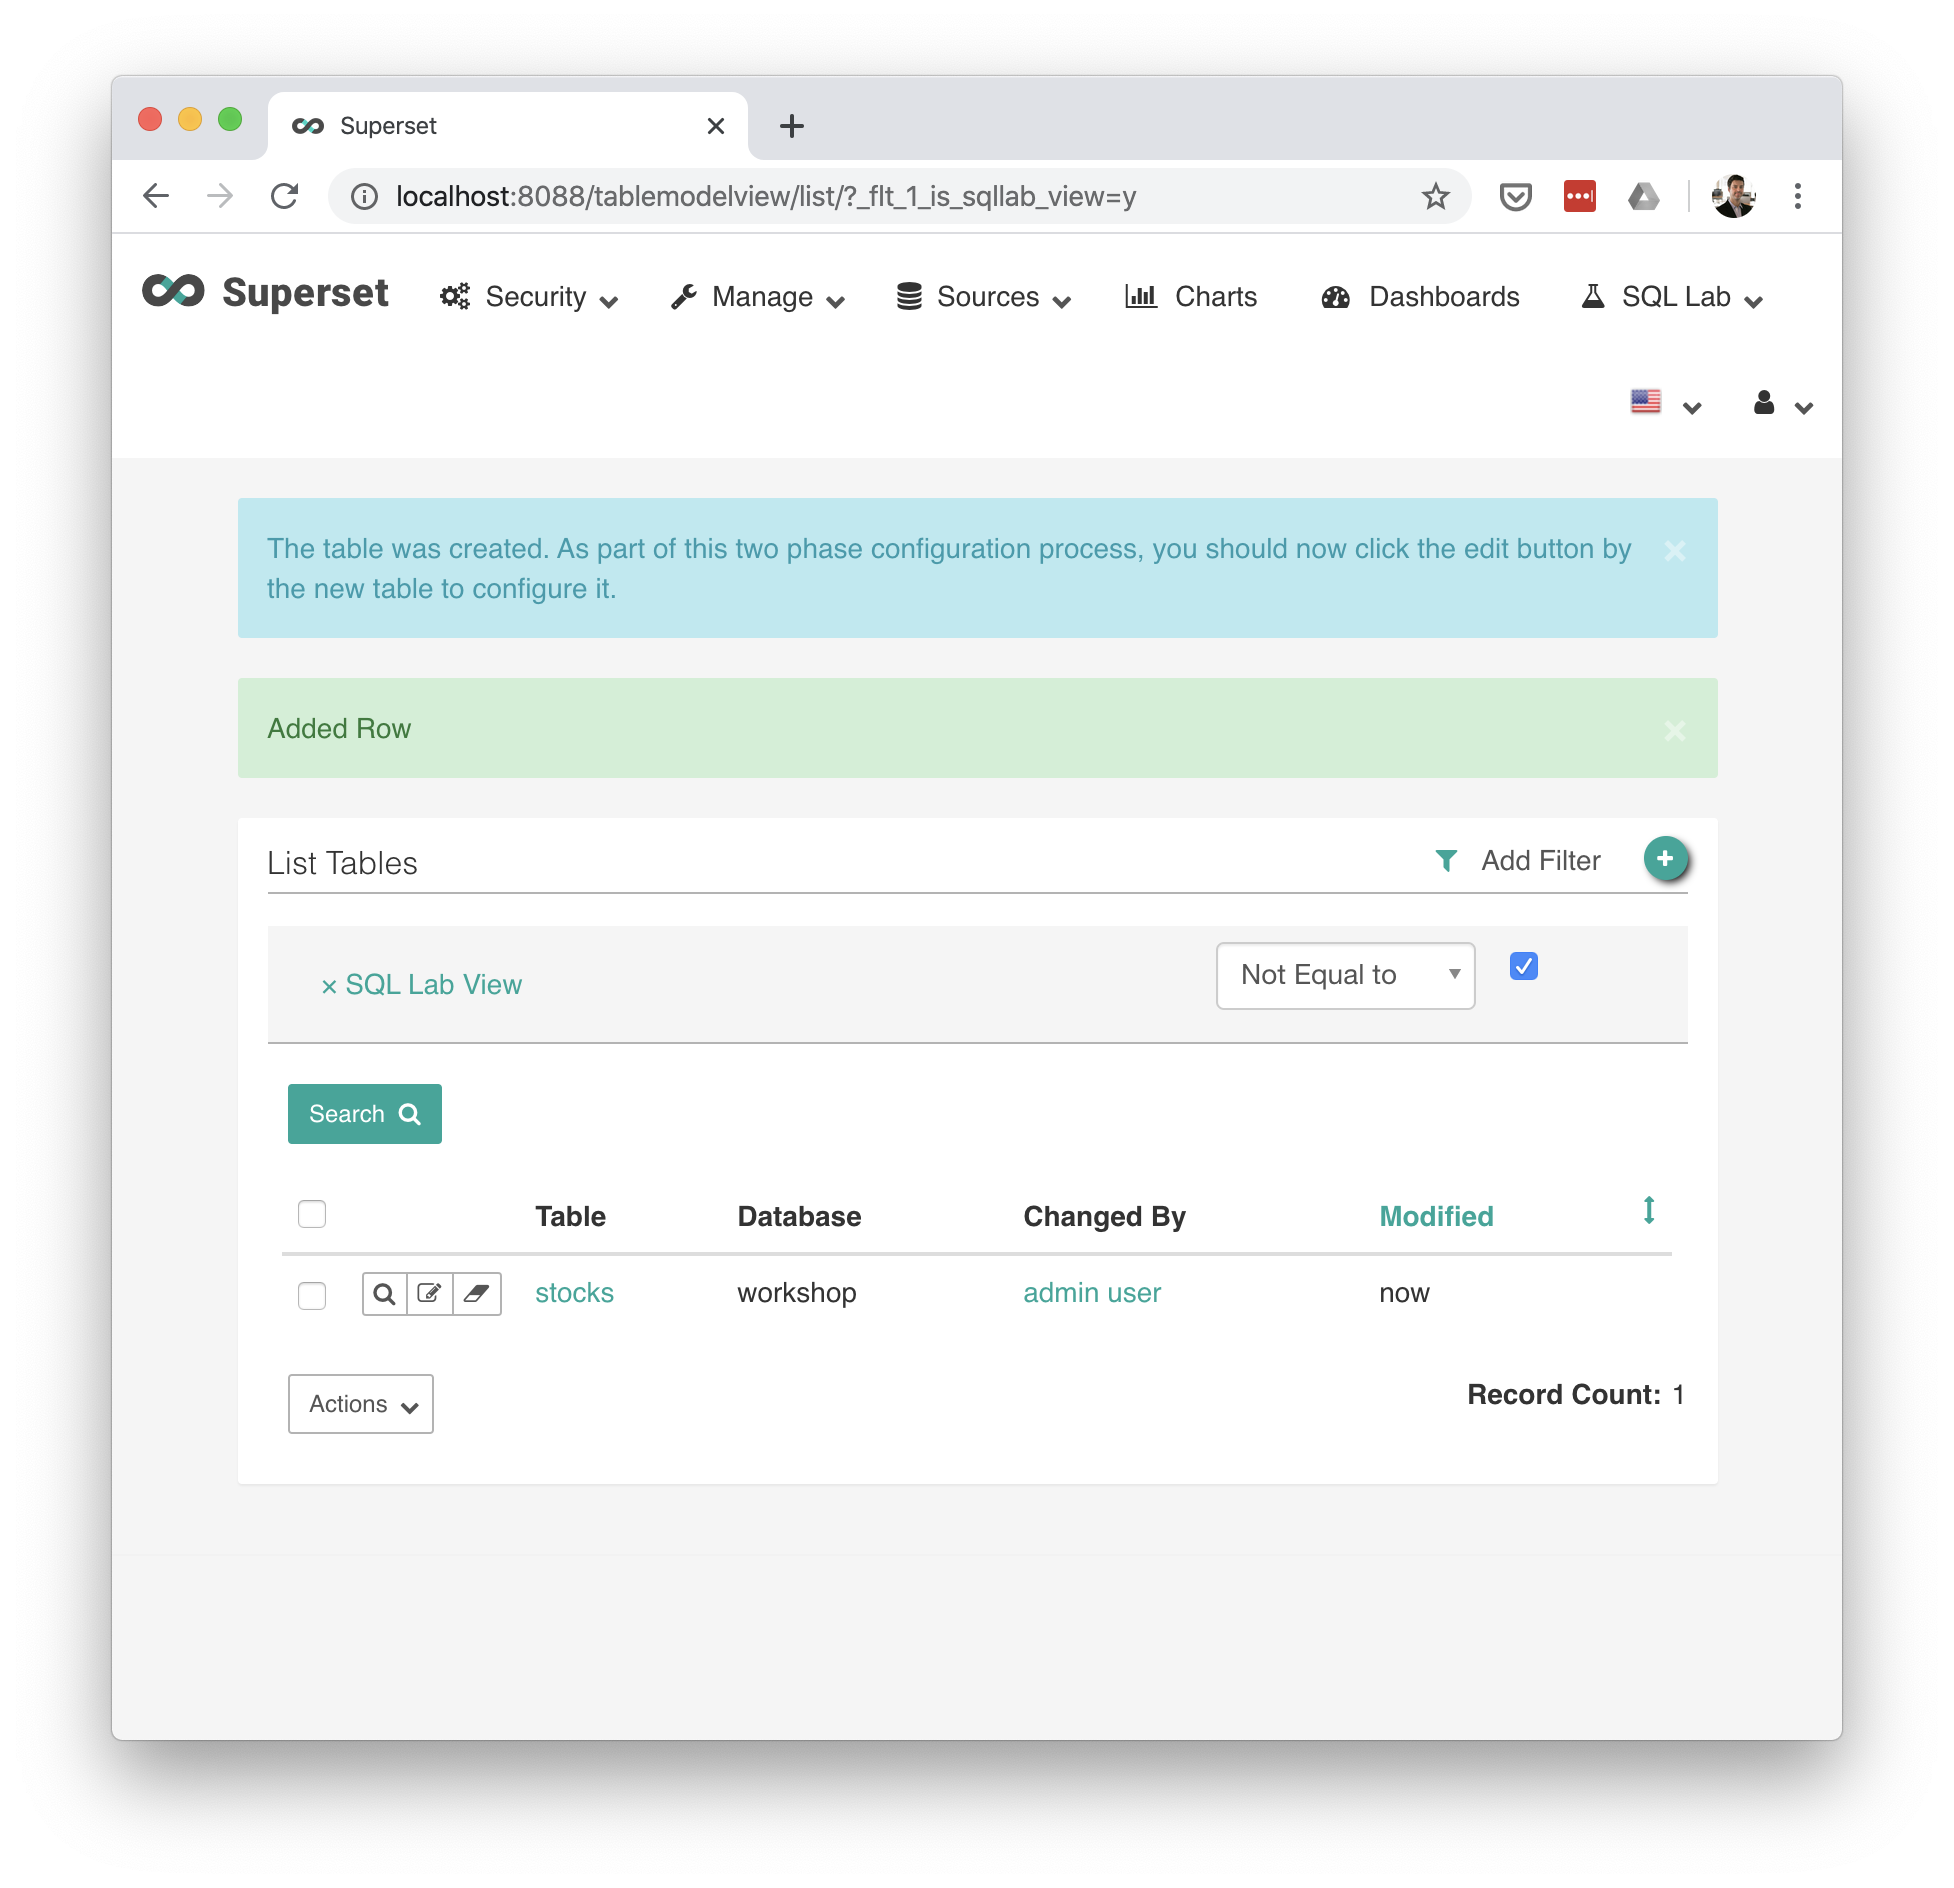 Superset
localhost:8088/tablemodelview/list/?_flt_1_is_sqllab_view=y
Superset Security Manage Sources Charts Dashboards SQL Lab
The table was created. As part of this two phase configuration process, you should now click the edit button by
the new table to configure it.
Added Row
List Tables Add Filter
× SQL Lab View Not Equal to
Search
Table Database Changed By Modified
stocks workshop admin user now
Actions Record Count: 1